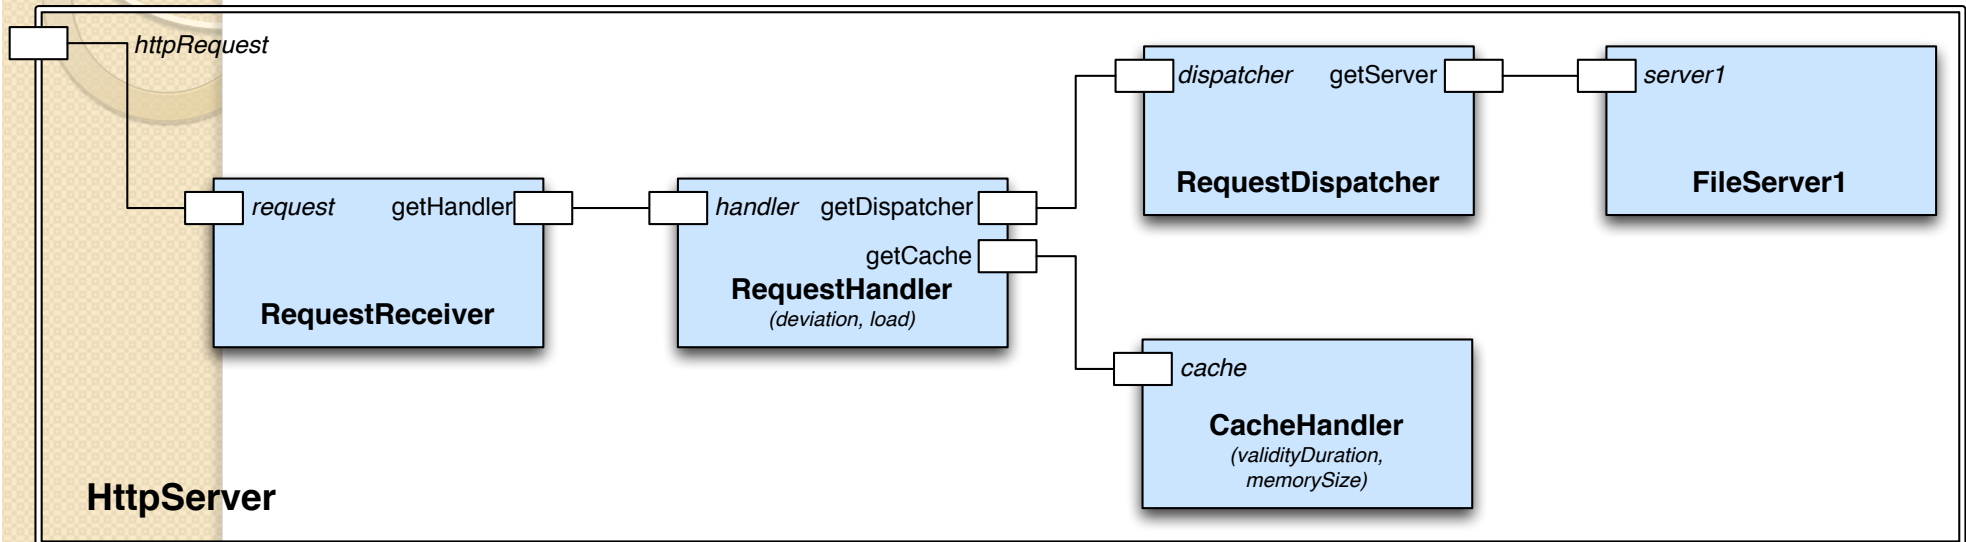 httpRequest
dispatcher getServer
server1
RequestDispatcher
FileServer1
request getHandler
handler getDispatcher
getCache
RequestReceiver
RequestHandler
(deviation, load)
cache
CacheHandler
(validityDuration,
memorySize)
HttpServer